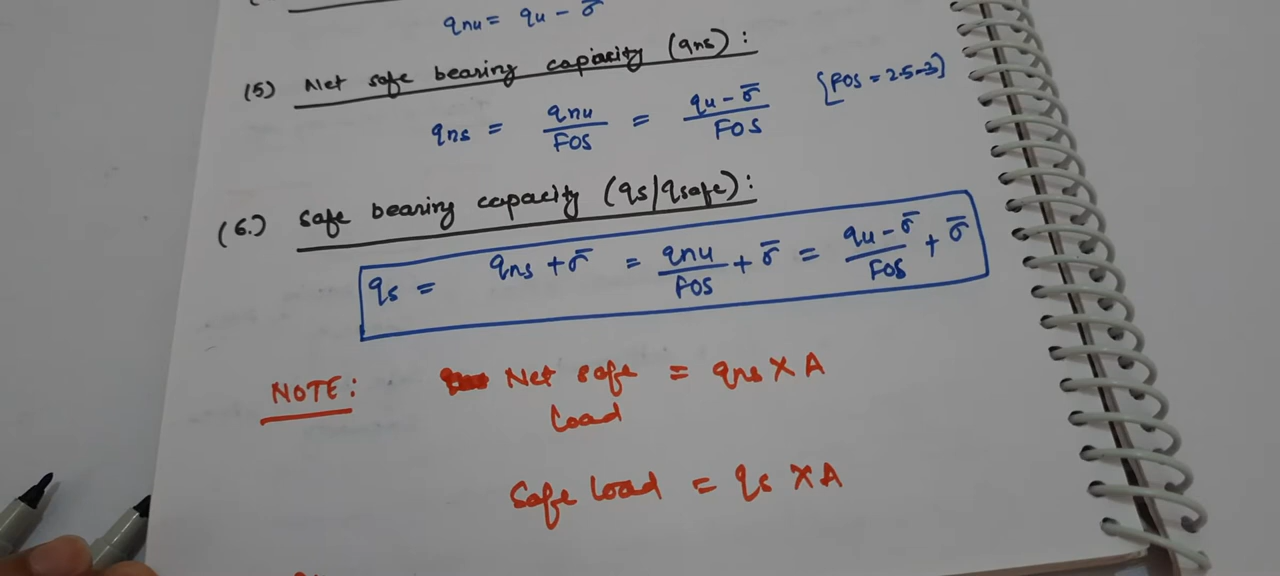 qnu = qu - σ̄
(5) Net safe bearing capiacity (qns) :
qns = qnu/FOS = (qu - σ̄)/FOS {FOS = 2.5-3}
(6.) Safe bearing capacity (qs/qsafe) :
qs = qns + σ̄ = qnu/FOS + σ̄ = (qu - σ̄)/FOS + σ̄
NOTE: Net safe = qns X A
load
Safe load = qs X A